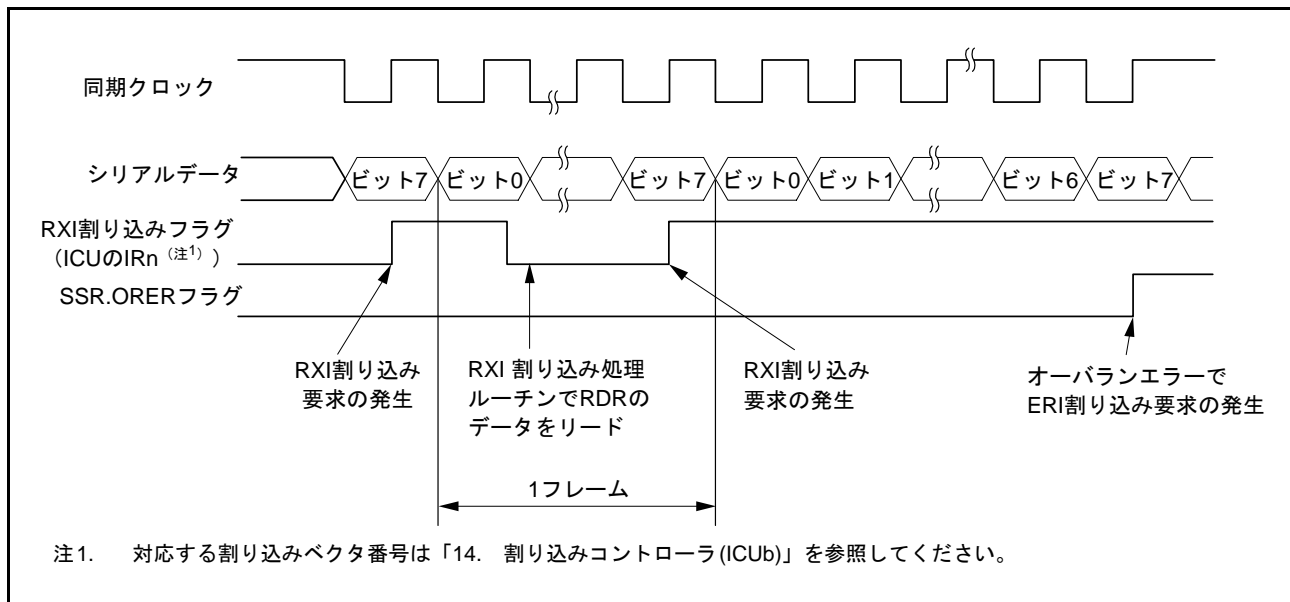 同期クロック
シリアルデータ
ビット7 ビット0 ビット7 ビット0 ビット1 ビット6 ビット7
RXI割り込みフラグ
(ICUのIRn (注1) )
SSR.ORERフラグ
RXI割り込み
要求の発生
RXI 割り込み処理
ルーチンでRDRの
データをリード
RXI割り込み
要求の発生
オーバランエラーで
ERI割り込み要求の発生
1フレーム
注1. 対応する割り込みベクタ番号は「14. 割り込みコントローラ(ICUb)」を参照してください。